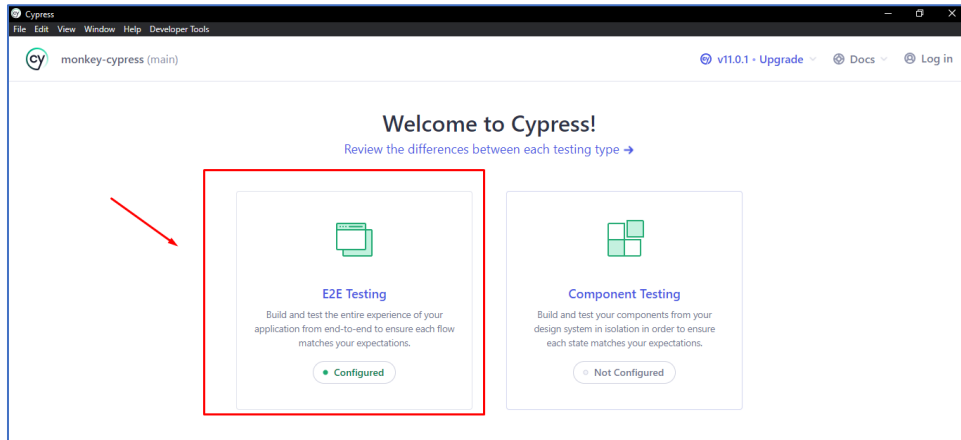 Cypress
File Edit View Window Help Developer Tools
cy monkey-cypress (main)
v11.0.1 • Upgrade Docs Log in
Welcome to Cypress!
Review the differences between each testing type →
E2E Testing
Build and test the entire experience of your
application from end-to-end to ensure each flow
matches your expectations.
Configured
Component Testing
Build and test your components from your
design system in isolation in order to ensure
each state matches your expectations.
Not Configured